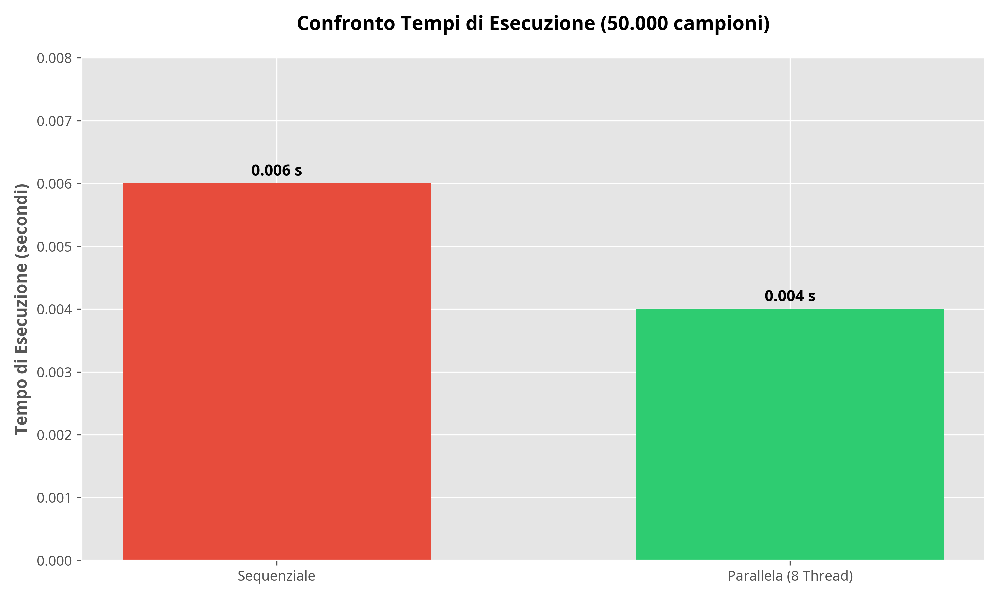 Confronto Tempi di Esecuzione (50.000 campioni)
Tempo di Esecuzione (secondi)
0.008
0.007
0.006
0.005
0.004
0.003
0.002
0.001
0.000
0.006 s
0.004 s
Sequenziale
Parallela (8 Thread)